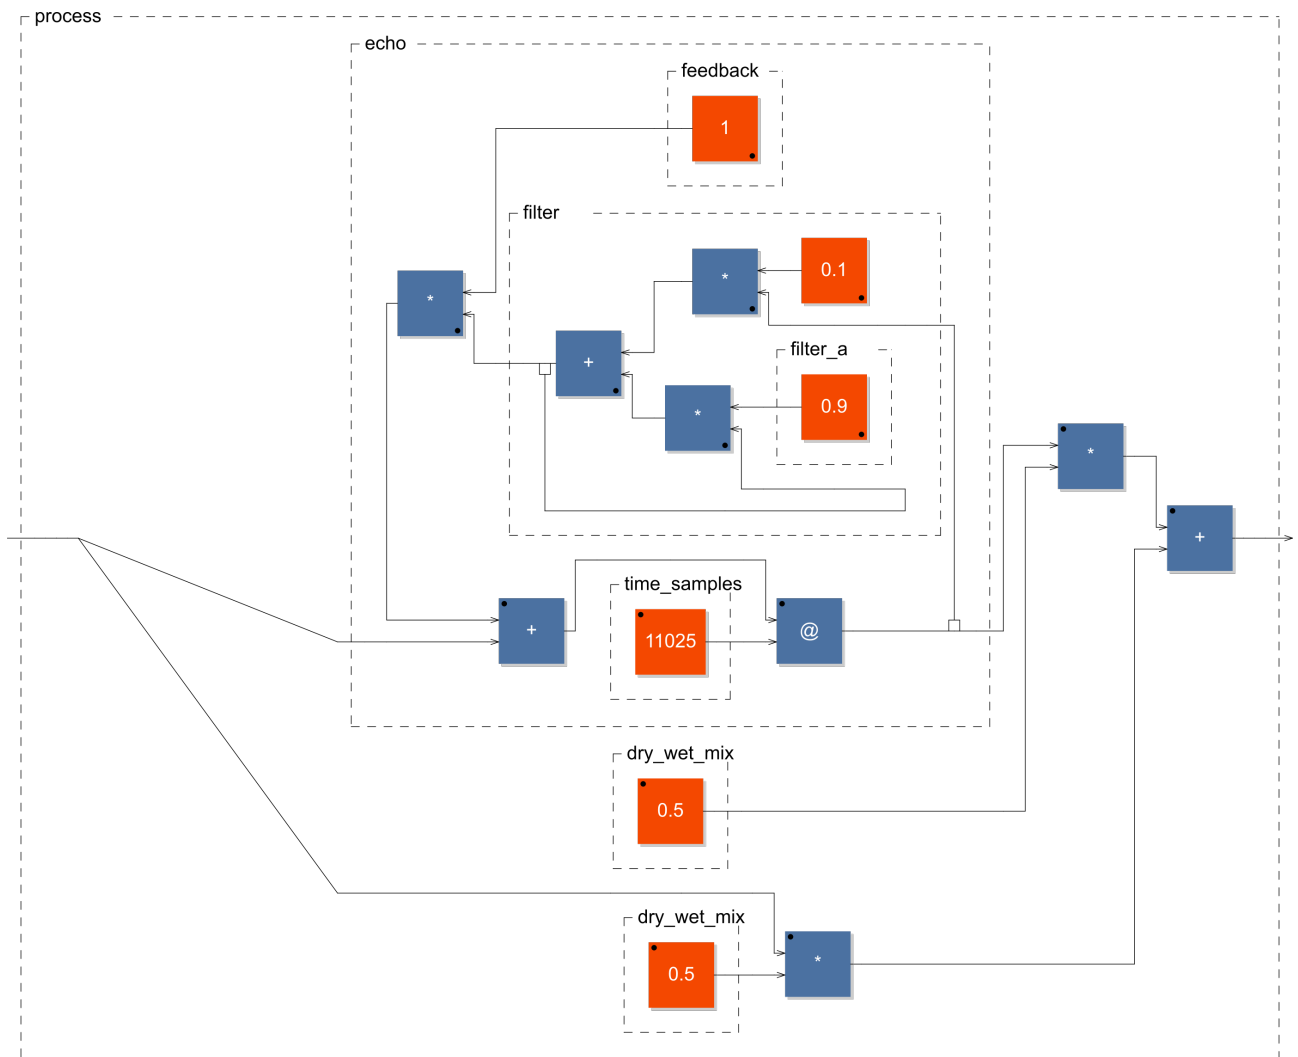 process
echo
feedback
1
filter
*
0.1
*
+
filter_a
*
0.9
*
+
time_samples
+
11025
@
dry_wet_mix
0.5
dry_wet_mix
0.5
*